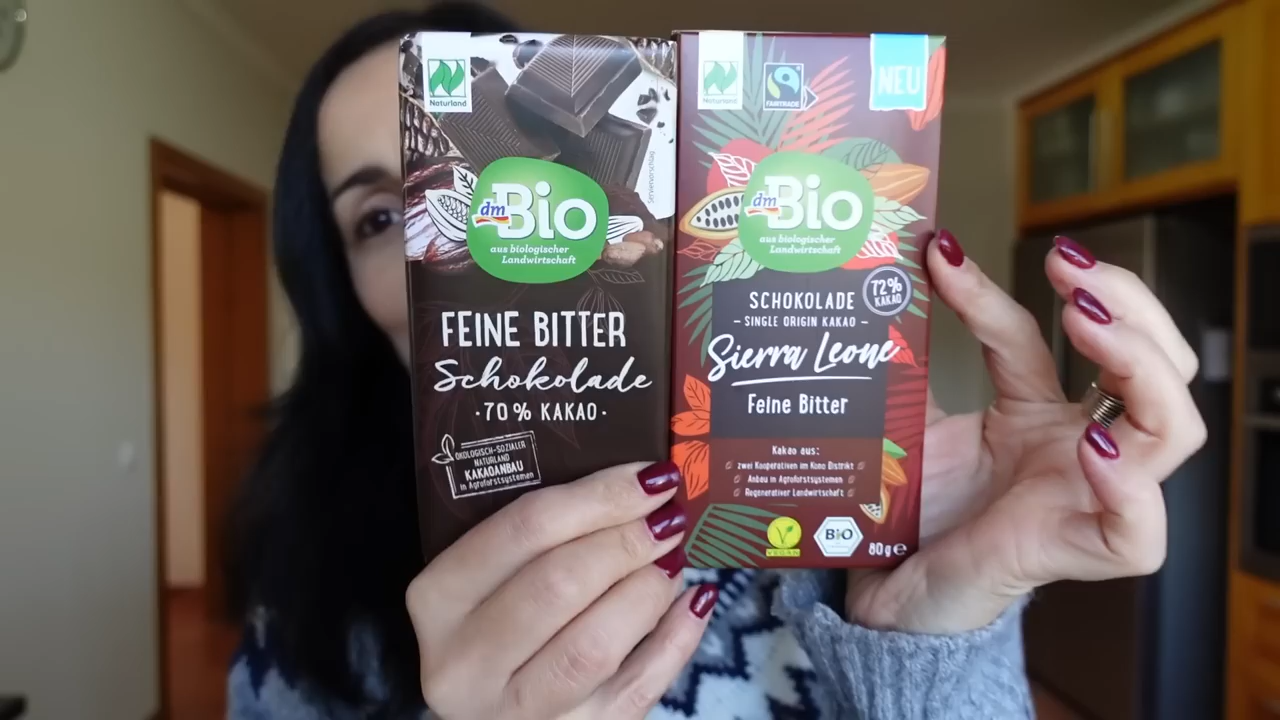 Naturland
Serviervorschlag
dm Bio
aus biologischer
Landwirtschaft
FEINE BITTER
Schokolade
·70% KAKAO·
ÖKOLOGISCH-SOZIALER
NATURLAND
KAKAOANBAU
in Agroforstsystemen
Naturland
FAIRTRADE
NEU
dm Bio
aus biologischer
Landwirtschaft
72%
KAKAO
SCHOKOLADE
– SINGLE ORIGIN KAKAO –
Sierra Leone
Feine Bitter
Kakao aus:
zwei Kooperativen im Kono Distrikt
Anbau in Agroforstsystemen
Regenerativer Landwirtschaft
VEGAN
BIO
80g e